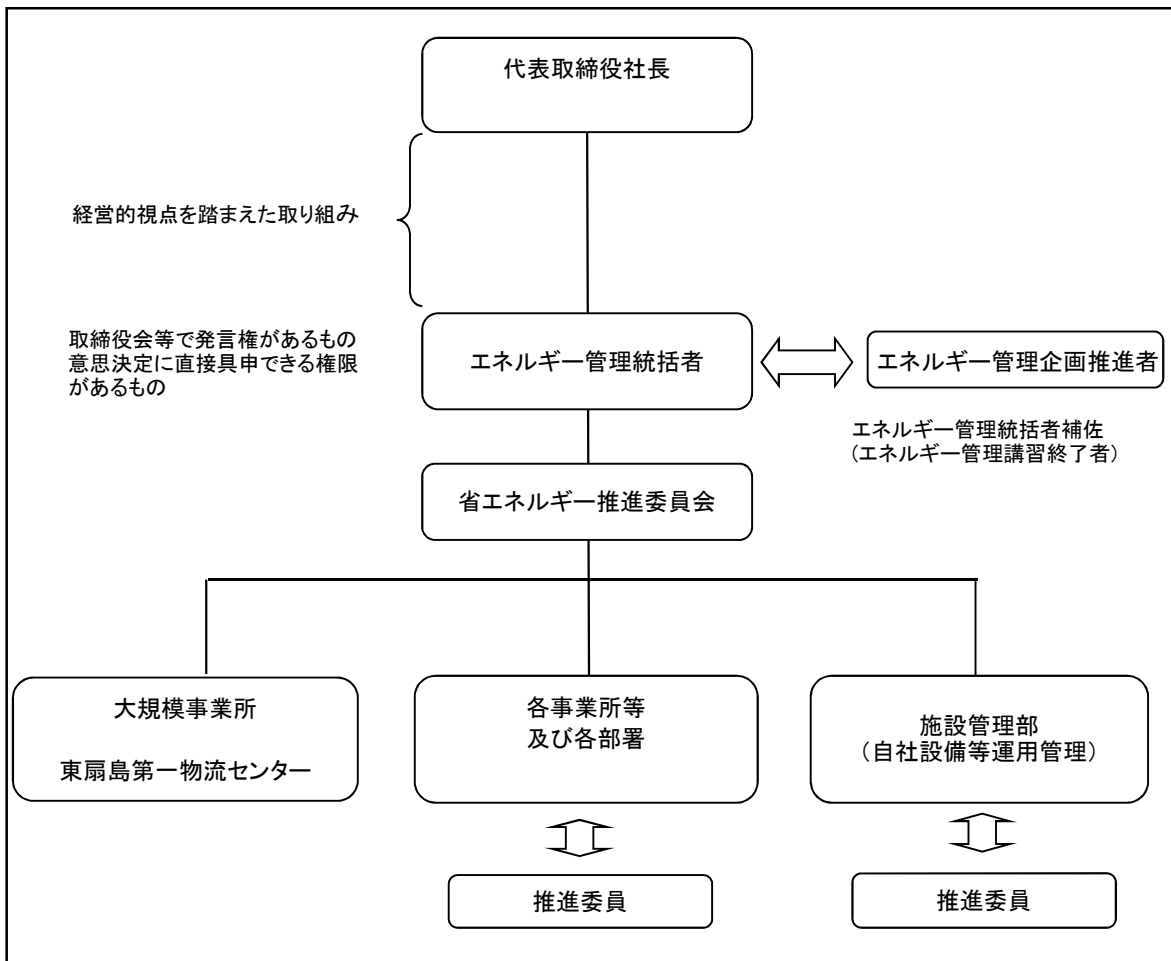 代表取締役社長
経営的視点を踏まえた取り組み
取締役会等で発言権があるもの
意思決定に直接具申できる権限
があるもの
エネルギー管理統括者
エネルギー管理企画推進者
エネルギー管理統括者補佐
(エネルギー管理講習終了者)
省エネルギー推進委員会
大規模事業所
東扇島第一物流センター
各事業所等
及び各部署
施設管理部
(自社設備等運用管理)
推進委員
推進委員